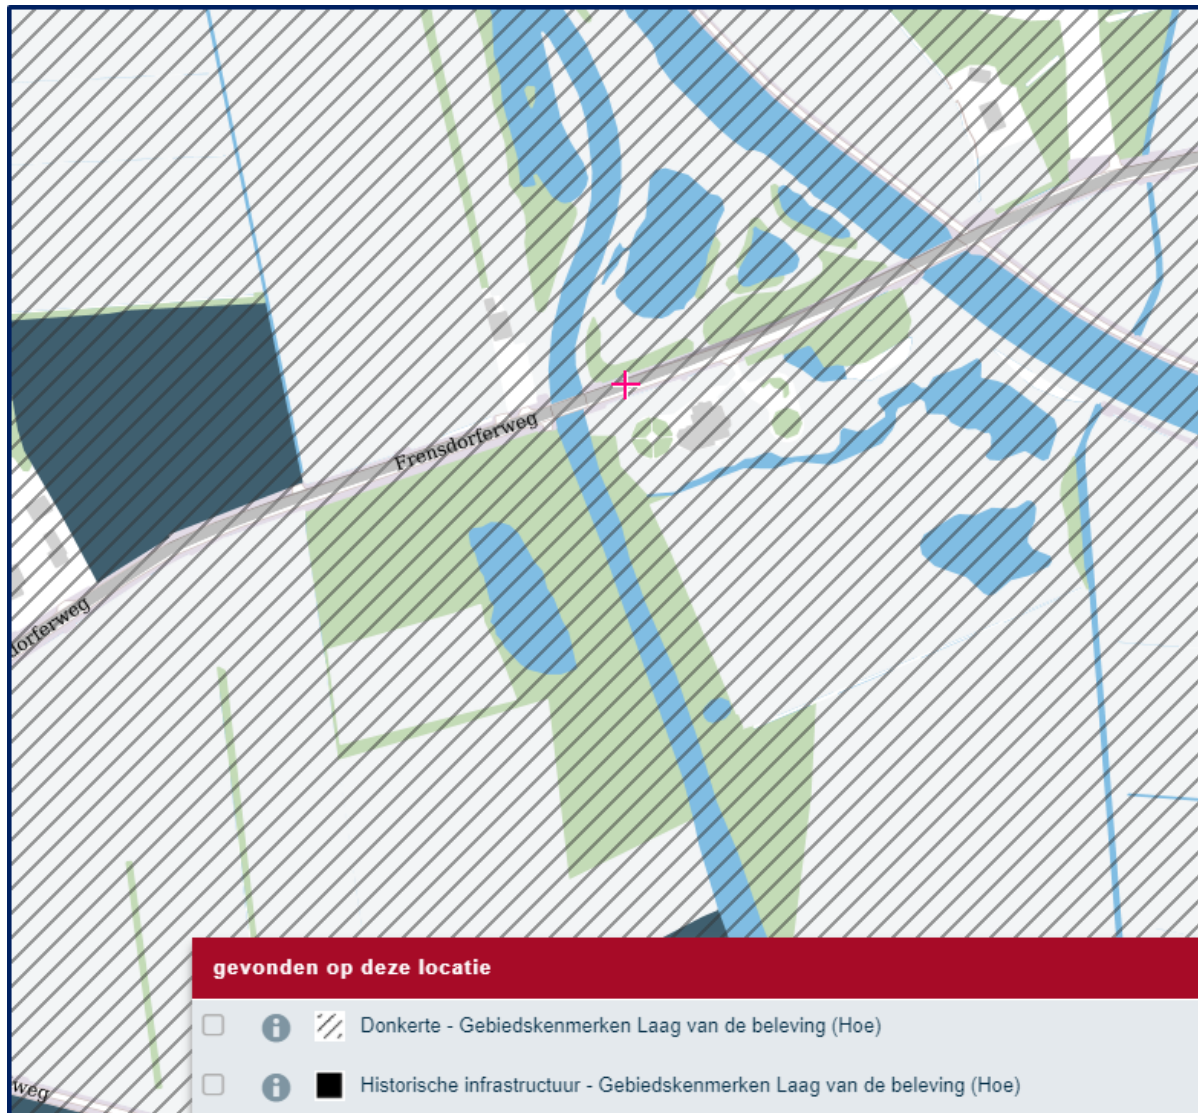 Frensdorferweg
dorferweg
gevonden op deze locatie
Donkerte - Gebiedskenmerken Laag van de beleving (Hoe)
Historische infrastructuur - Gebiedskenmerken Laag van de beleving (Hoe)
weg